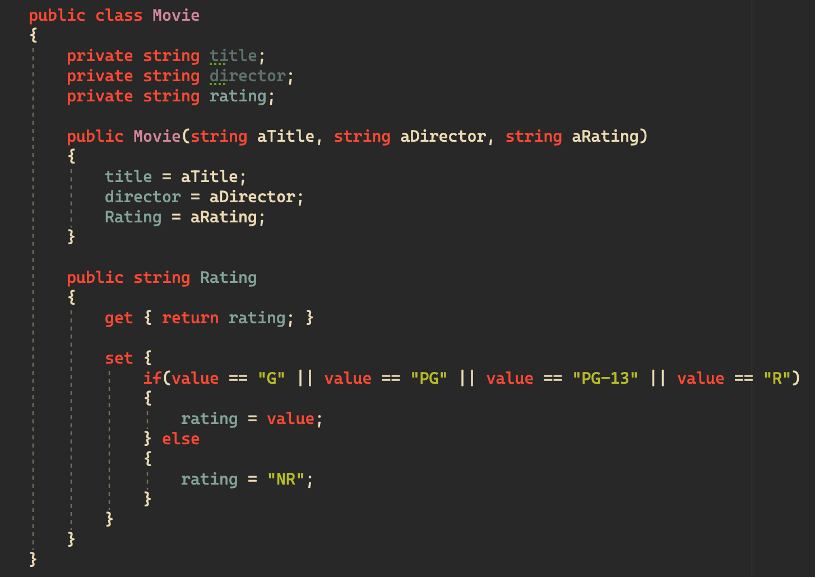 public class Movie
{
    private string title;
    private string director;
    private string rating;

    public Movie(string aTitle, string aDirector, string aRating)
    {
        title = aTitle;
        director = aDirector;
        Rating = aRating;
    }

    public string Rating
    {
        get { return rating; }

        set {
            if(value == "G" || value == "PG" || value == "PG-13" || value == "R")
            {
                rating = value;
            } else
            {
                rating = "NR";
            }
        }
    }
}